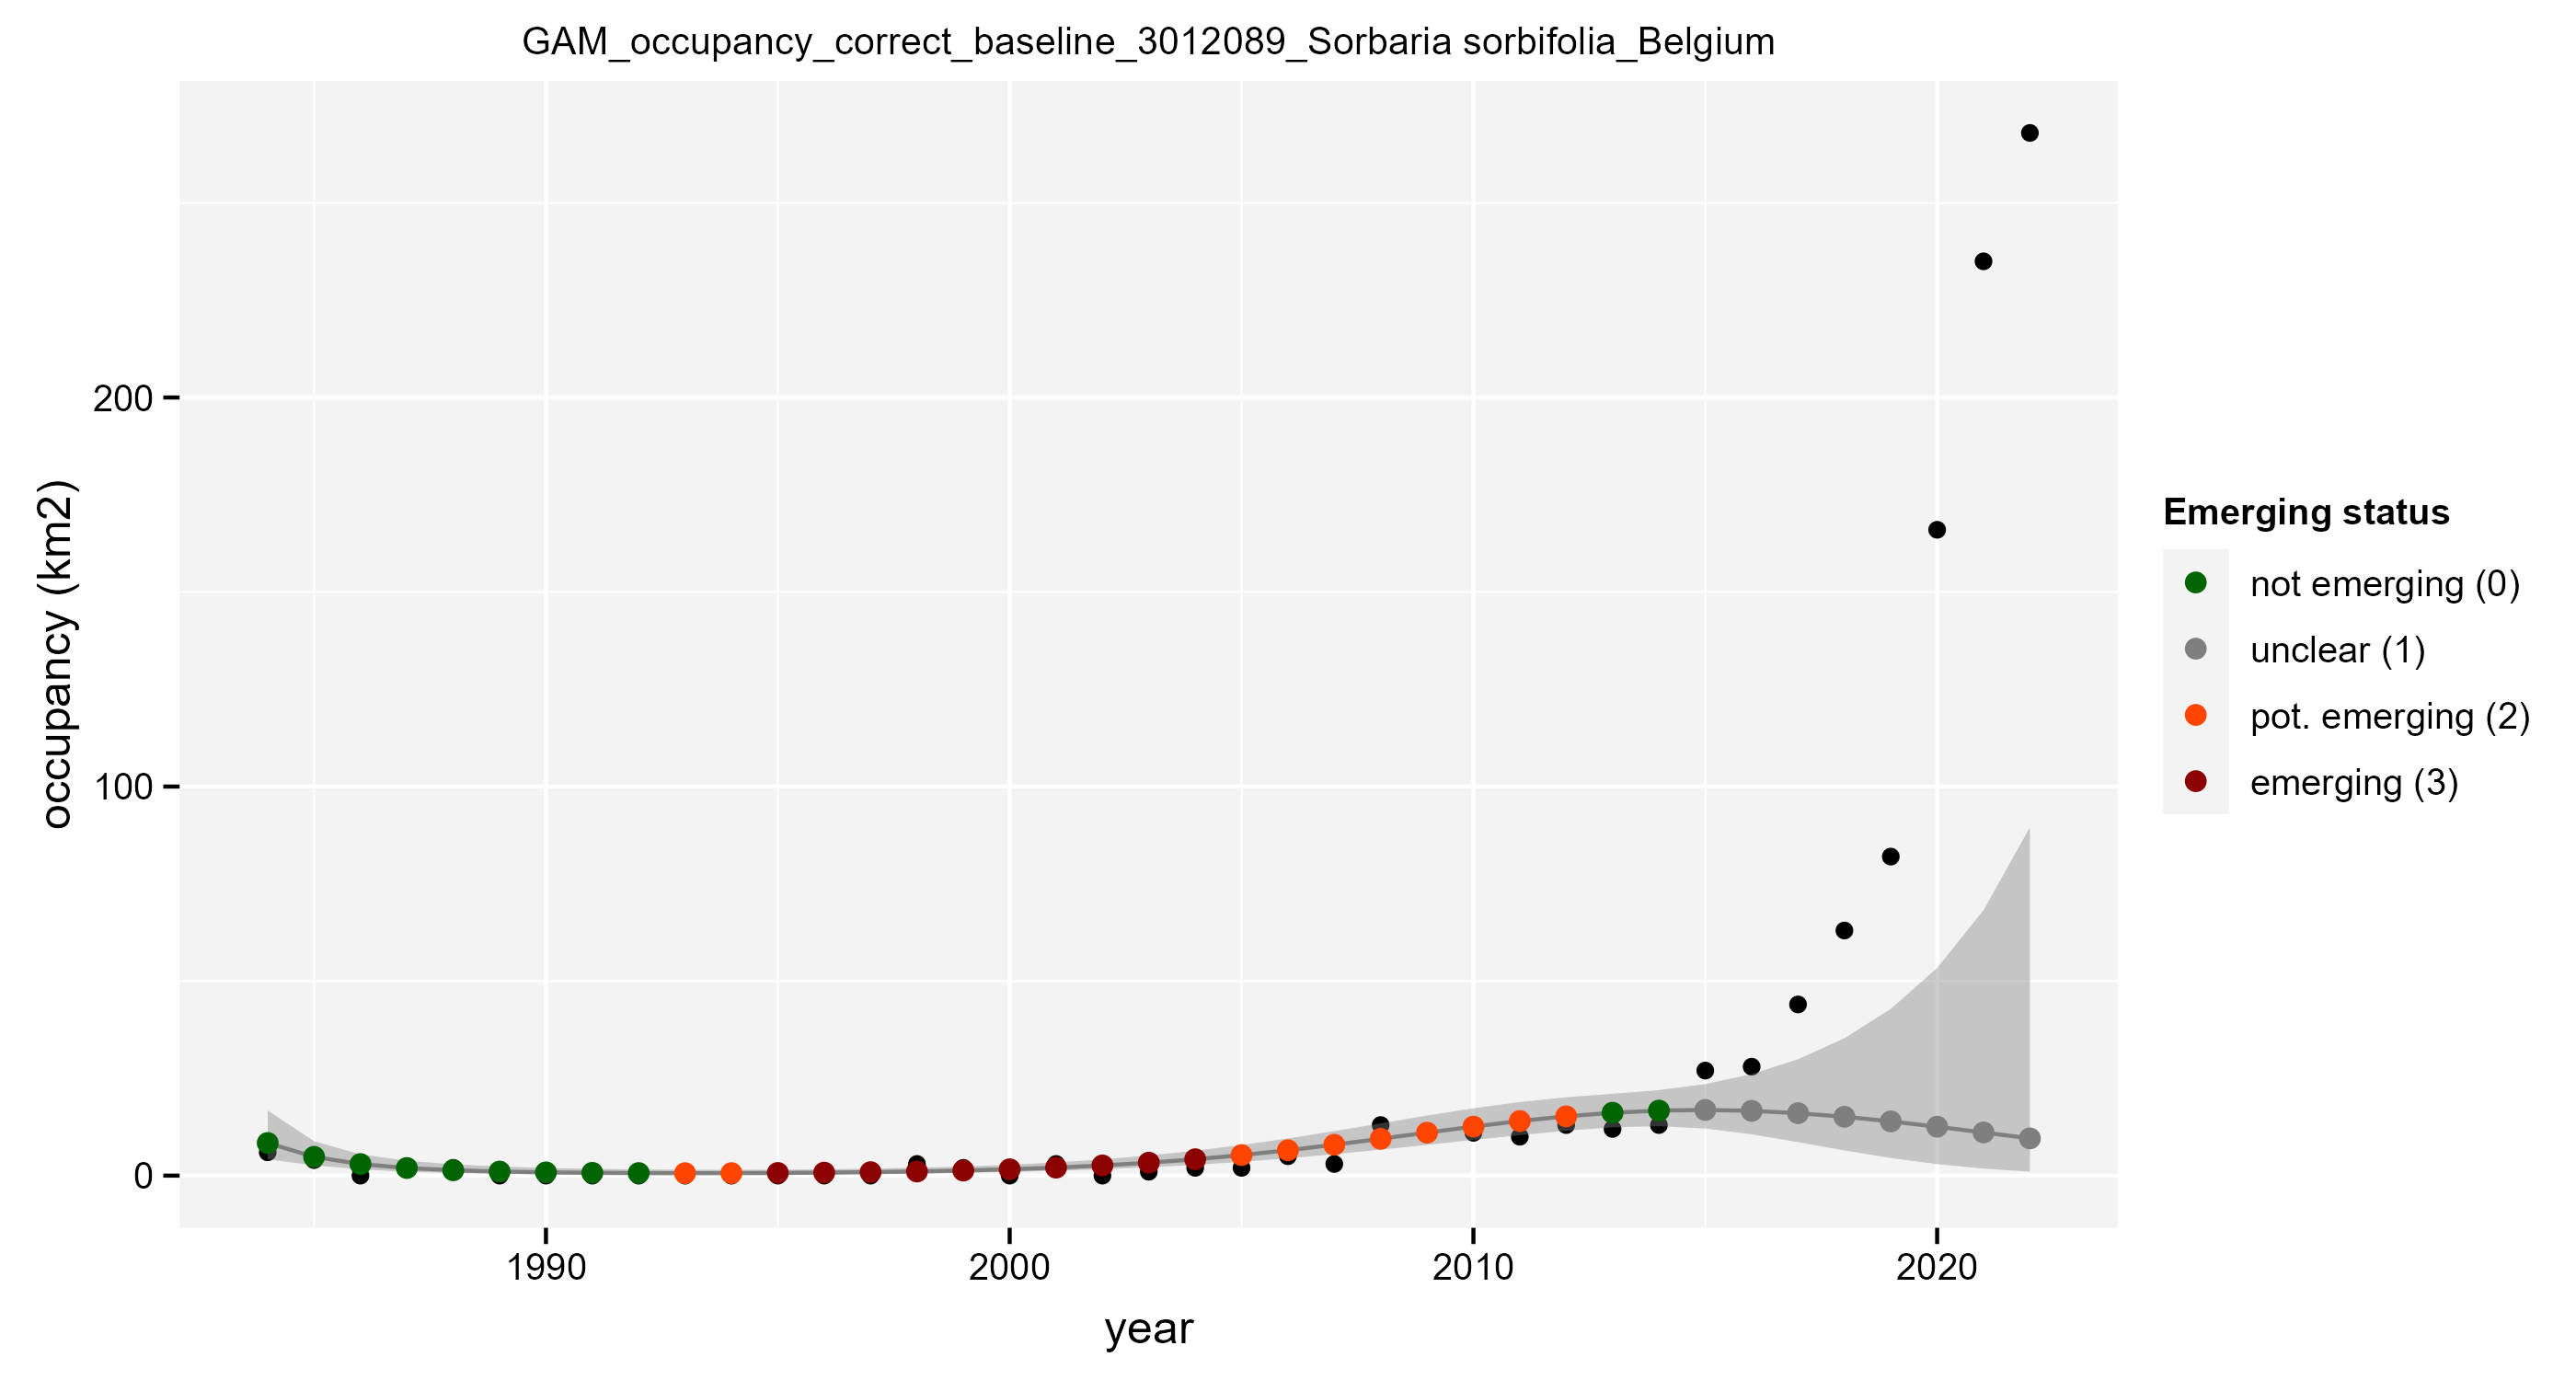 GAM_occupancy_correct_baseline_3012089_Sorbaria sorbifolia_Belgium
occupancy (km2)
200
100
0
1990
2000
2010
2020
year
Emerging status
not emerging (0)
unclear (1)
pot. emerging (2)
emerging (3)